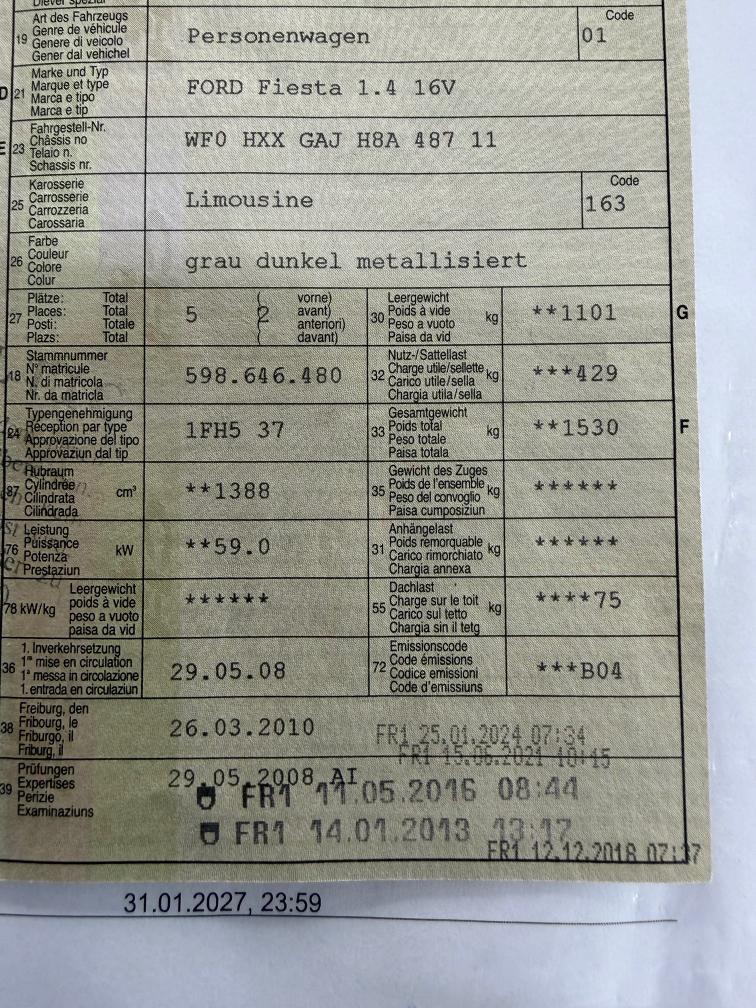 19 Art des Fahrzeugs
Genre de véhicule
Genere di veicolo
Gener dal vehichel
Personenwagen
Code
01
D 21 Marke und Typ
Marque et type
Marca e tipo
Marca e tip
FORD Fiesta 1.4 16V
E 23 Fahrgestell-Nr.
Châssis no
Telaio n.
Schassis nr.
WF0 HXX GAJ H8A 487 11
25 Karosserie
Carrosserie
Carrozzeria
Carossaria
Limousine
Code
163
26 Farbe
Couleur
Colore
Colur
grau dunkel metallisiert
27 Plätze: Total
Places: Total
Posti: Totale
Plazs: Total
5 ( 2 vorne)
avant)
anteriori)
davant)
30 Leergewicht
Poids à vide
Peso a vuoto
Paisa da vid
kg
**1101
G
18 Stammnummer
N° matricule
N. di matricola
Nr. da matricla
598.646.480
32 Nutz-/Sattellast
Charge utile/sellette
Carico utile/sella
Chargia utila/sella
kg
***429
24 Typengenehmigung
Réception par type
Approvazione del tipo
Approvaziun dal tip
1FH5 37
33 Gesamtgewicht
Poids total
Peso totale
Paisa totala
kg
**1530
F
37 Hubraum
Cylindrée
Cilindrata
Cilindrada
cm³
**1388
35 Gewicht des Zuges
Poids de l'ensemble
Peso del convoglio
Paisa cumposiziun
kg
******
76 Leistung
Puissance
Potenza
Prestaziun
kW
**59.0
31 Anhängelast
Poids remorquable
Carico rimorchiato
Chargia annexa
kg
******
78 kW/kg Leergewicht
poids à vide
peso a vuoto
paisa da vid
******
55 Dachlast
Charge sur le toit
Carico sul tetto
Chargia sin il tetg
kg
****75
36 1. Inverkehrsetzung
1re mise en circulation
1a messa in circolazione
1. entrada en circulaziun
29.05.08
72 Emissionscode
Code émissions
Codice emissioni
Code d'emissiuns
***B04
38 Freiburg, den
Fribourg, le
Friburgo, il
Friburg, il
26.03.2010
FR1 25.01.2024 07:34
FR1 15.06.2021 10:15
39 Prüfungen
Expertises
Perizie
Examinaziuns
29.05.2008 AI
FR1 11.05.2016 08:44
FR1 14.01.2013 13:17
FR1 12.12.2018 07:37
31.01.2027, 23:59